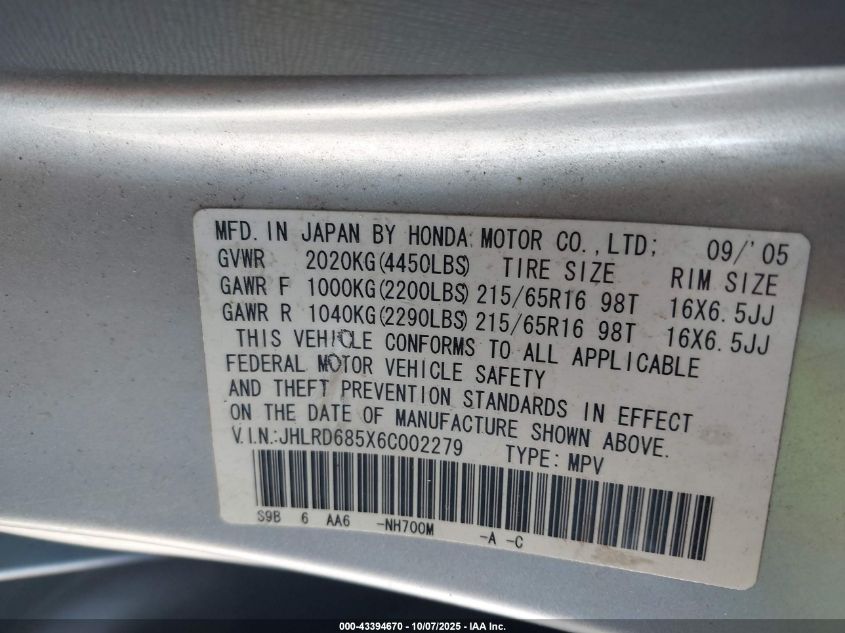 MFD. IN JAPAN BY HONDA MOTOR CO.,LTD; 09/'05
GVWR 2020KG(4450LBS) TIRE SIZE RIM SIZE
GAWR F 1000KG(2200LBS) 215/65R16 98T 16X6.5JJ
GAWR R 1040KG(2290LBS) 215/65R16 98T 16X6.5JJ
THIS VEHICLE CONFORMS TO ALL APPLICABLE
FEDERAL MOTOR VEHICLE SAFETY
AND THEFT PREVENTION STANDARDS IN EFFECT
ON THE DATE OF MANUFACTURE SHOWN ABOVE.
V.I.N.:JHLRD685X6C002279 TYPE: MPV
S9B 6 AA6 -NH700M -A -C
000-43394670 - 10/07/2025 - IAA Inc.